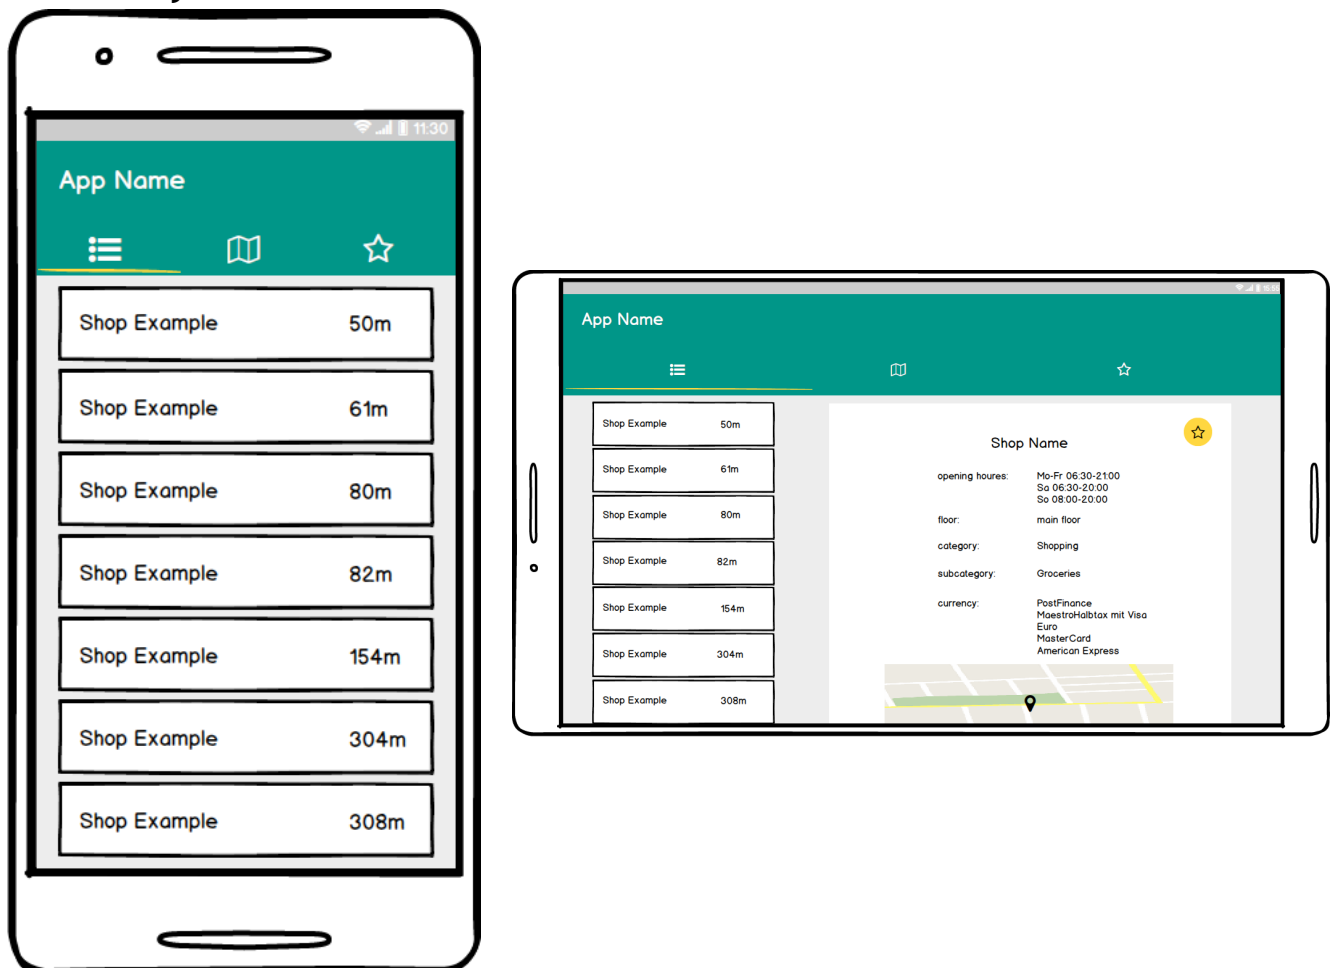 11:30
App Name
Shop Example 50m
Shop Example 61m
Shop Example 80m
Shop Example 82m
Shop Example 154m
Shop Example 304m
Shop Example 308m
App Name
Shop Example 50m
Shop Example 61m
Shop Example 80m
Shop Example 82m
Shop Example 154m
Shop Example 304m
Shop Example 308m
Shop Name
opening houres: Mo-Fr 06:30-21:00
Sa 06:30-20:00
So 08:00-20:00
floor: main floor
category: Shopping
subcategory: Groceries
currency: PostFinance
MaestroHalbtax mit Visa
Euro
MasterCard
American Express